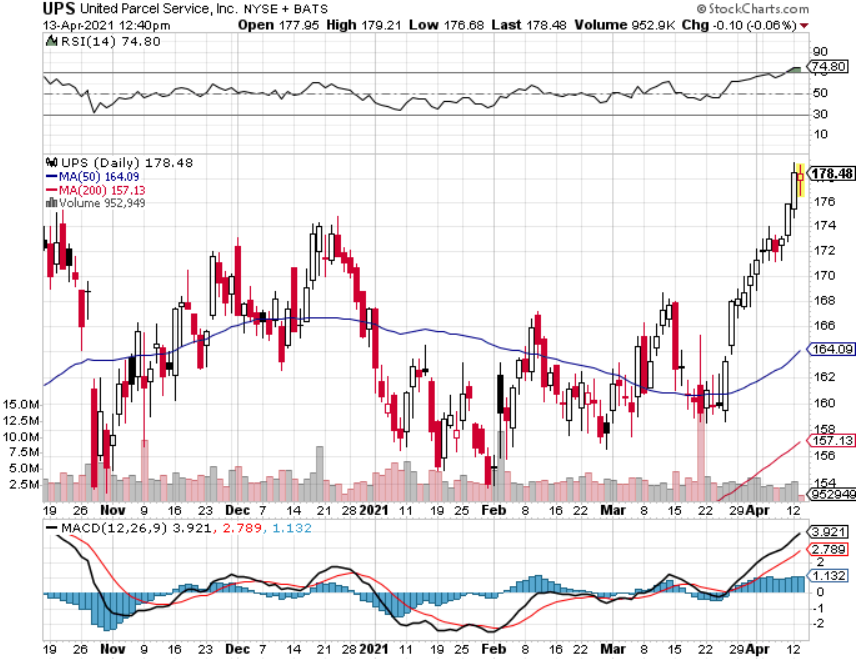 UPS United Parcel Service, Inc. NYSE + BATS © StockCharts.com
13-Apr-2021 12:40pm Open 177.95 High 179.21 Low 176.68 Last 178.48 Volume 952.9K Chg -0.10 (-0.06%)
RSI(14) 74.80
90
74.80
50
30
10
UPS (Daily) 178.48
MA(50) 164.09
MA(200) 157.13
Volume 952,949
178.48
176
174
172
170
168
166
164.09
162
160
158
157.13
156
154
952949
15.0M
12.5M
10.0M
7.5M
5.0M
2.5M
19 26 Nov 9 16 23 Dec 7 14 21 28 2021 11 19 25 Feb 8 16 22 Mar 8 15 22 29 Apr 12
MACD(12,26,9) 3.921, 2.789, 1.132
3.921
2.789
2
1.132
0
-1
-2
19 26 Nov 9 16 23 Dec 7 14 21 28 2021 11 19 25 Feb 8 16 22 Mar 8 15 22 29 Apr 12